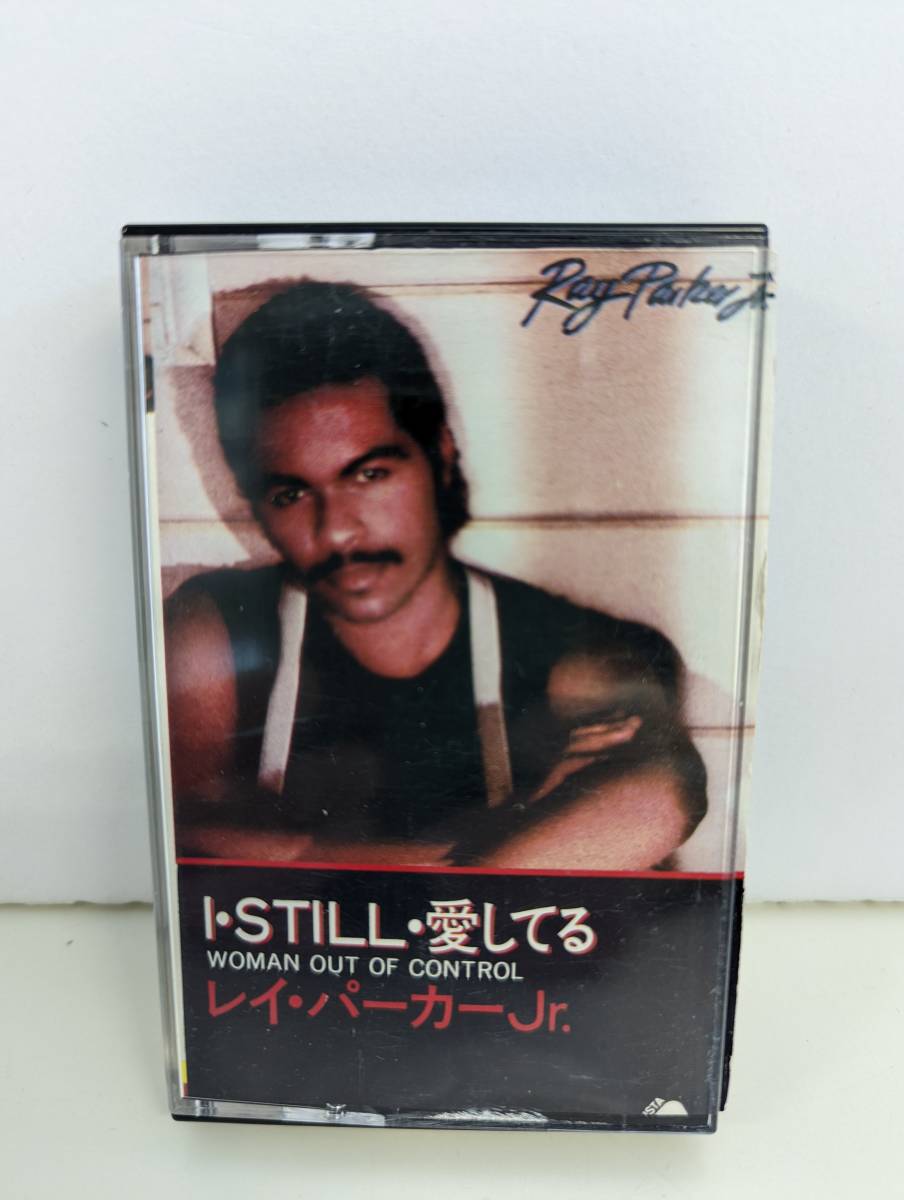 Ray Parker Jr.
I・STILL・愛してる
WOMAN OUT OF CONTROL
レイ・パーカーJr.